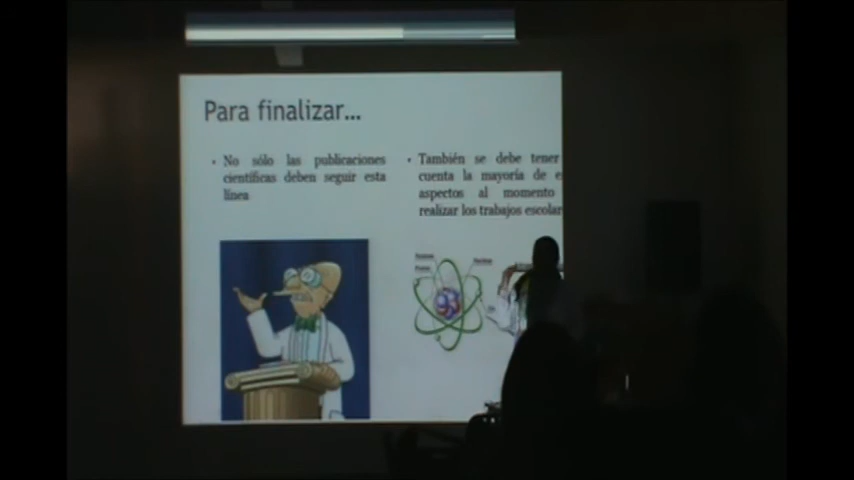 Para finalizar...
• No sólo las publicaciones
científicas deben seguir esta
línea
• También se debe tener
cuenta la mayoría de e
aspectos al momento
realizar los trabajos escolar